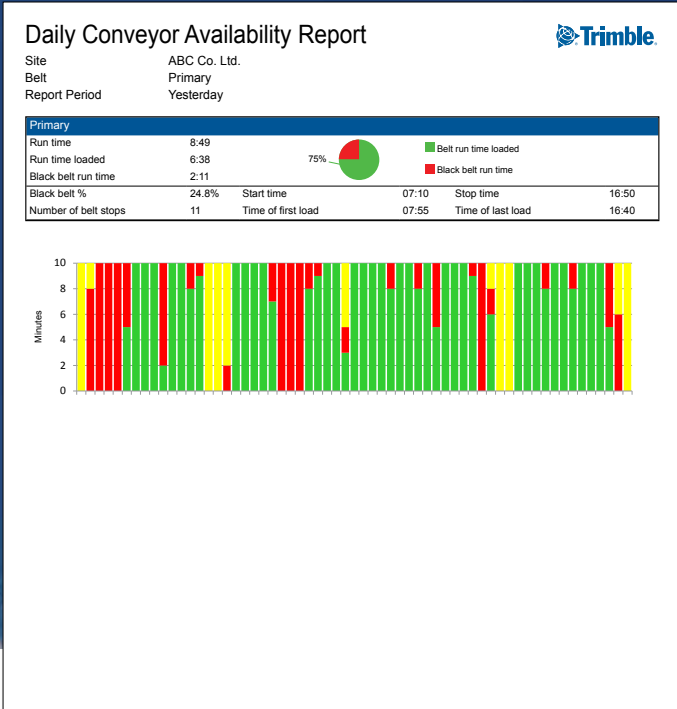 Daily Conveyor Availability Report
Trimble.
Site ABC Co. Ltd.
Belt Primary
Report Period Yesterday
Primary
Run time 8:49
Run time loaded 6:38
Black belt run time 2:11
75%
Belt run time loaded
Black belt run time
Black belt % 24.8% Start time 07:10 Stop time 16:50
Number of belt stops 11 Time of first load 07:55 Time of last load 16:40
Minutes
10
8
6
4
2
0